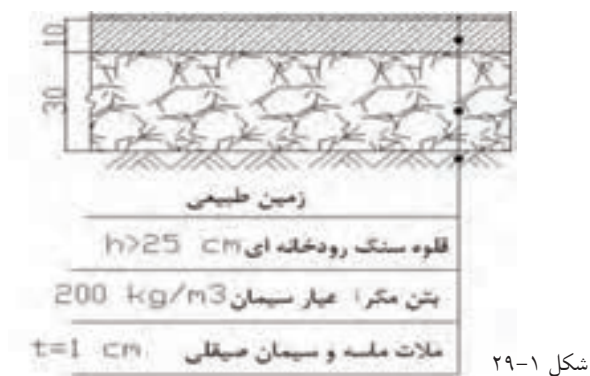 10
30
زمین طبیعی
قلوه سنگ رودخانه ای h>25 cm
بتن مگر؛ عیار سیمان 200 kg/m3
ملات ماسه و سیمان صیقلی t=1 cm
شکل ۱-۲۹